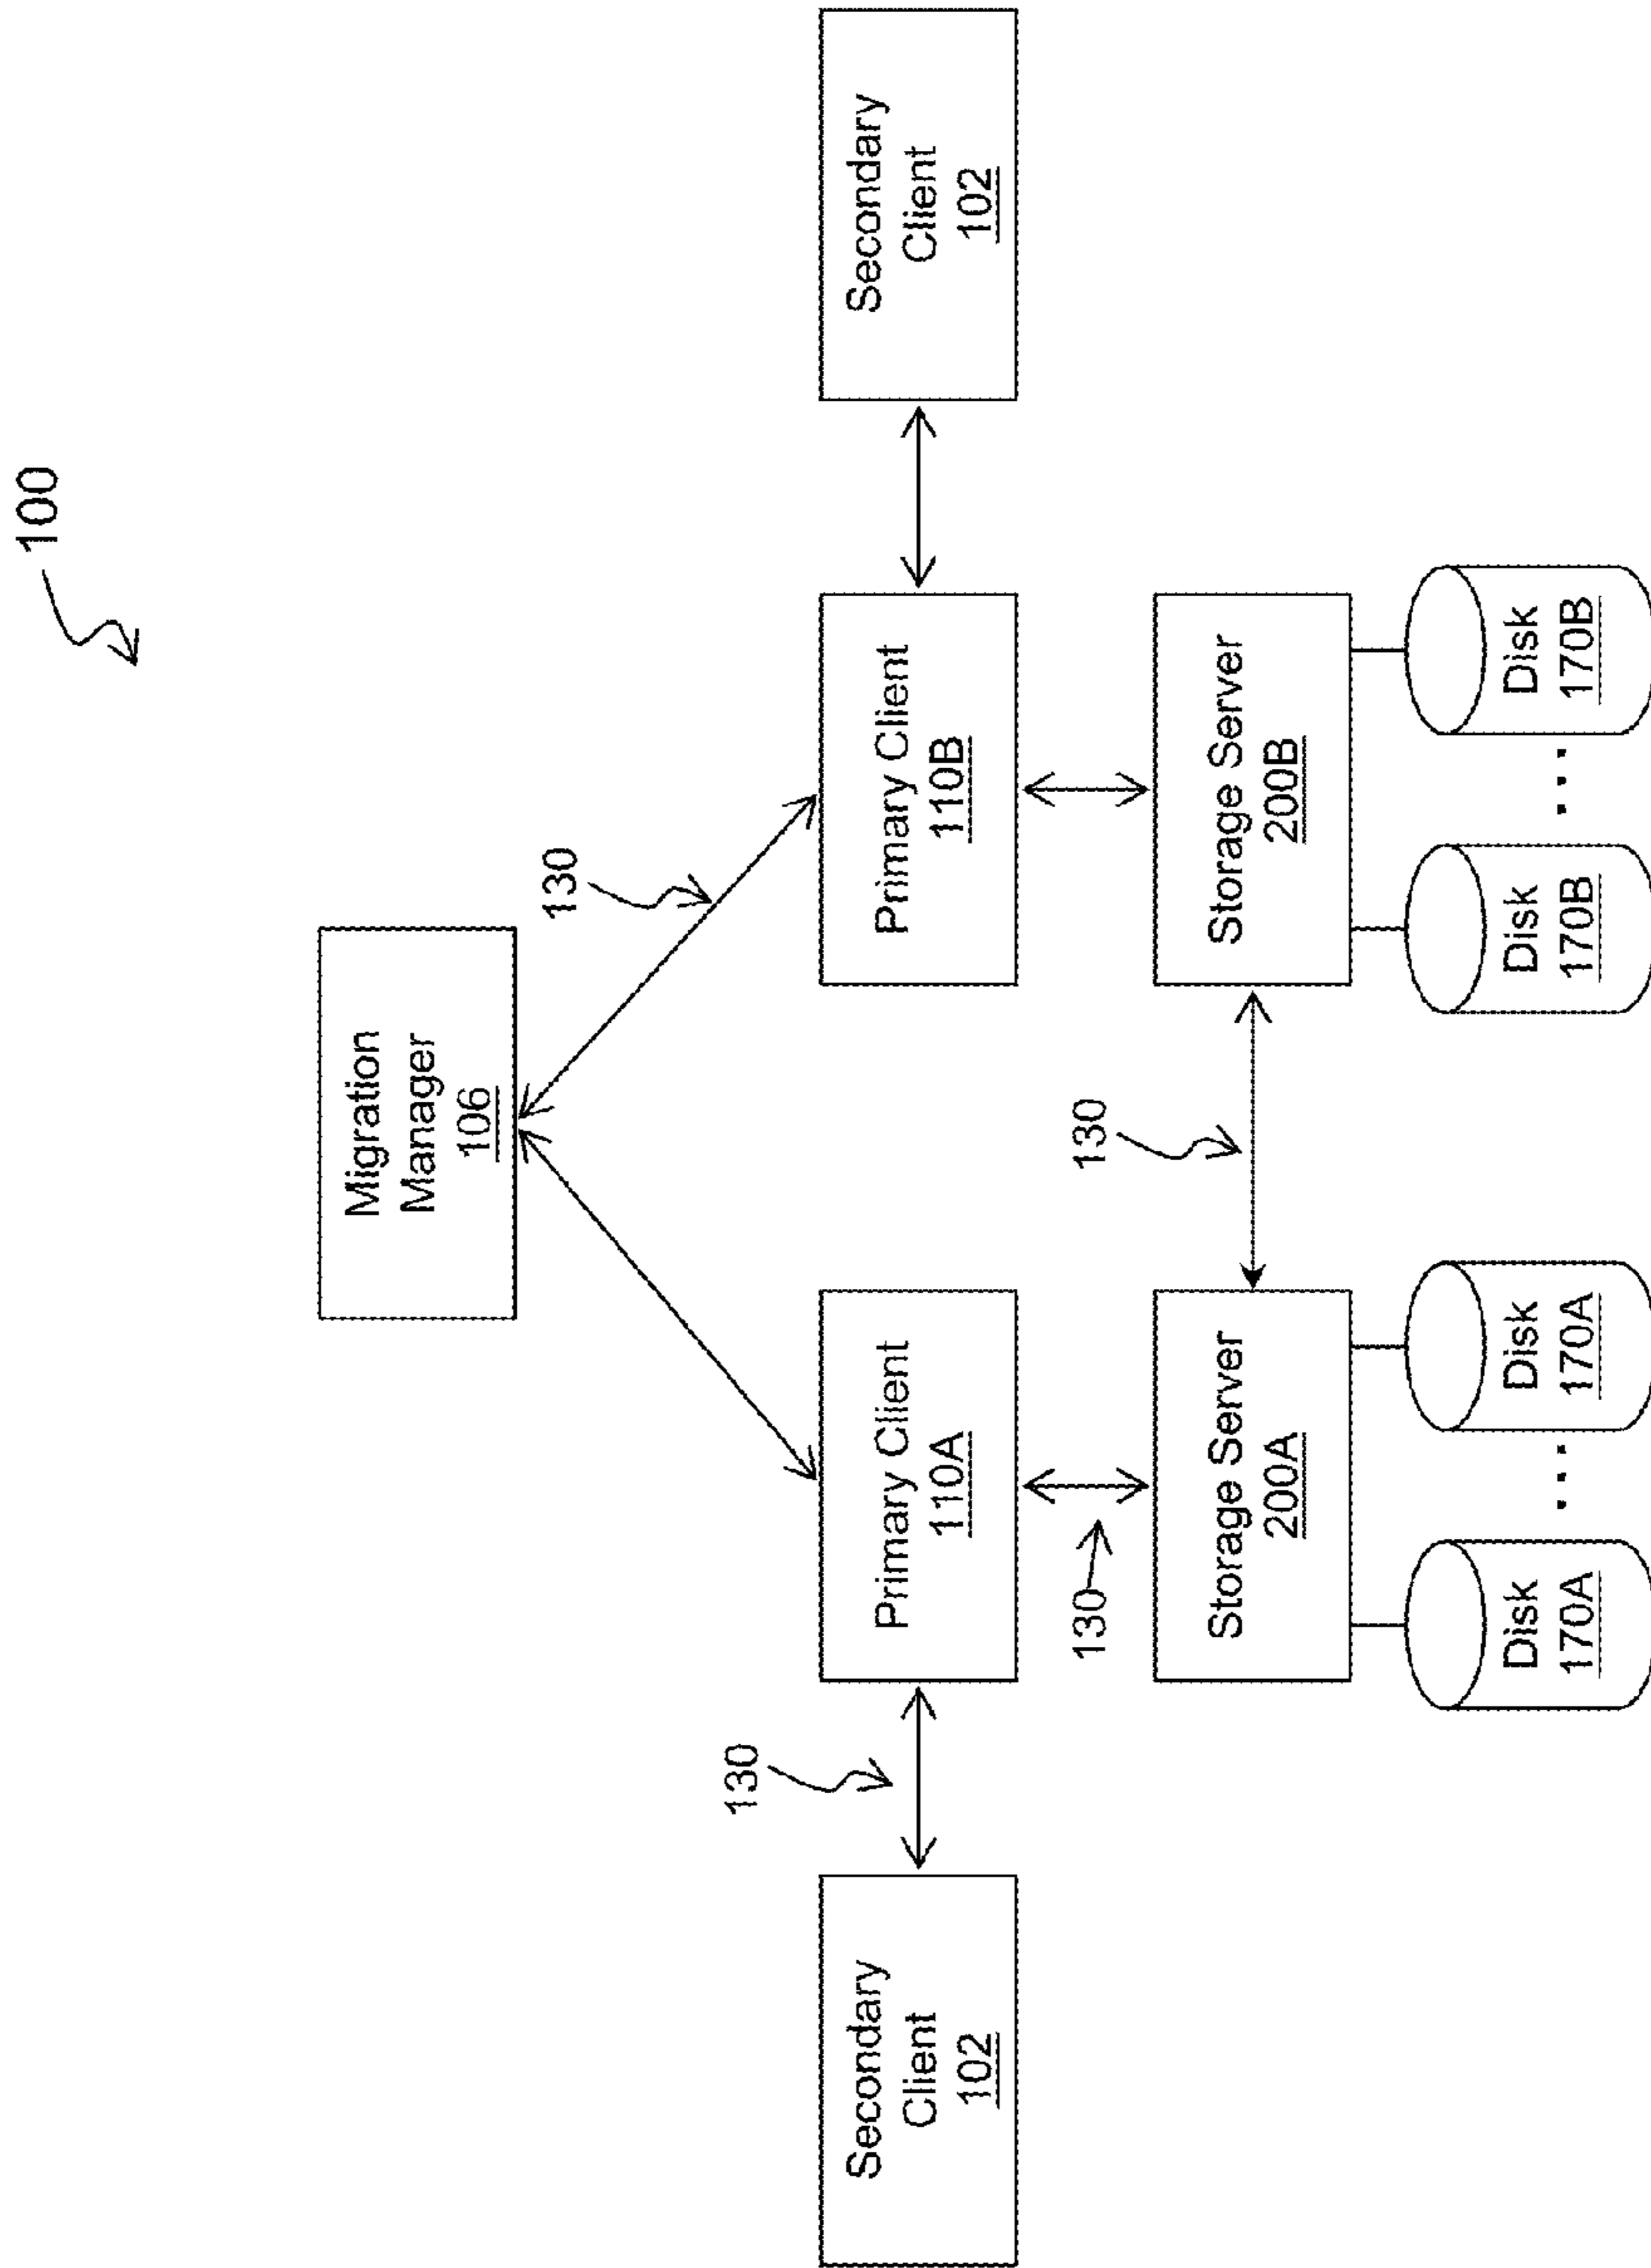 100
Migration
Manager
106
130
130
Secondary
Client
102
Primary Client
110A
Primary Client
110B
Secondary
Client
102
130
130
Storage Server
200A
Storage Server
200B
Disk
170A
...
Disk
170A
Disk
170B
...
Disk
170B